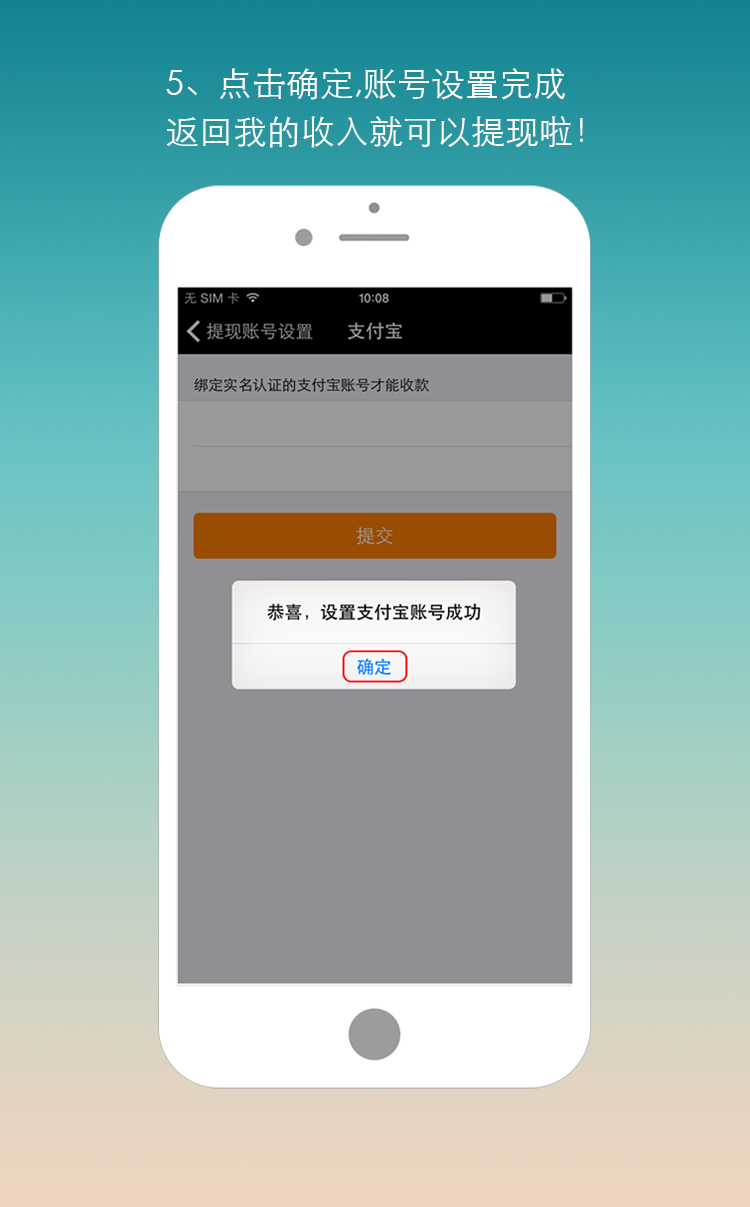 5、点击确定,账号设置完成
返回我的收入就可以提现啦!
无 SIM 卡 10:08
提现账号设置 支付宝
绑定实名认证的支付宝账号才能收款
提交
恭喜，设置支付宝账号成功
确定